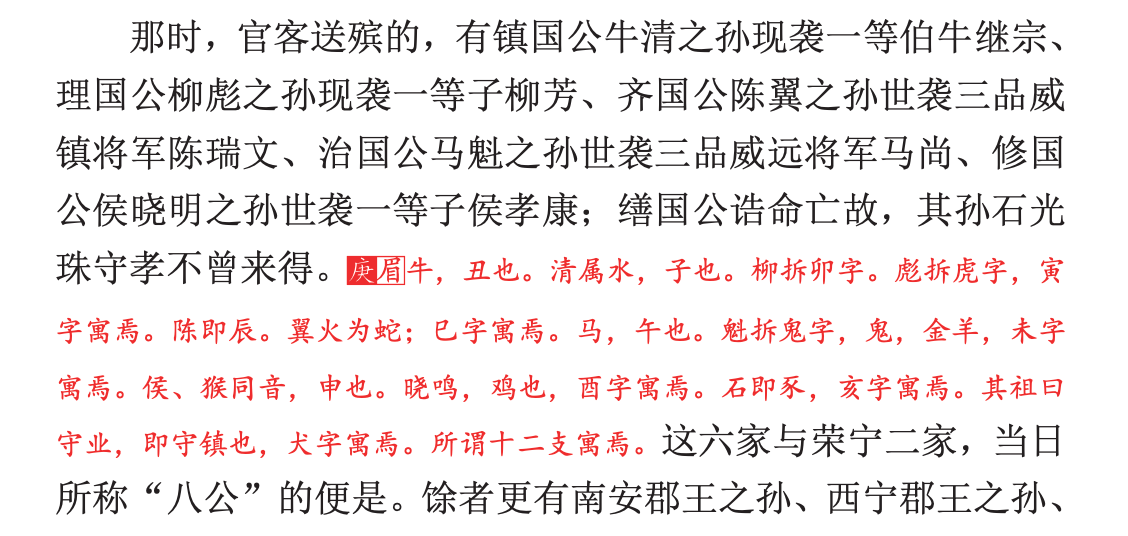 那时，官客送殡的，有镇国公牛清之孙现袭一等伯牛继宗、
理国公柳彪之孙现袭一等子柳芳、齐国公陈翼之孙世袭三品威
镇将军陈瑞文、治国公马魁之孙世袭三品威远将军马尚、修国
公侯晓明之孙世袭一等子侯孝康；缮国公诰命亡故，其孙石光
珠守孝不曾来得。庚眉牛，丑也。清属水，子也。柳拆卯字。彪拆虎字，寅
字寓焉。陈即辰。翼火为蛇；巳字寓焉。马，午也。魁拆鬼字，鬼，金羊，未字
寓焉。侯、猴同音，申也。晓鸣，鸡也，酉字寓焉。石即豕，亥字寓焉。其祖曰
守业，即守镇也，犬字寓焉。所谓十二支寓焉。这六家与荣宁二家，当日
所称“八公”的便是。馀者更有南安郡王之孙、西宁郡王之孙、